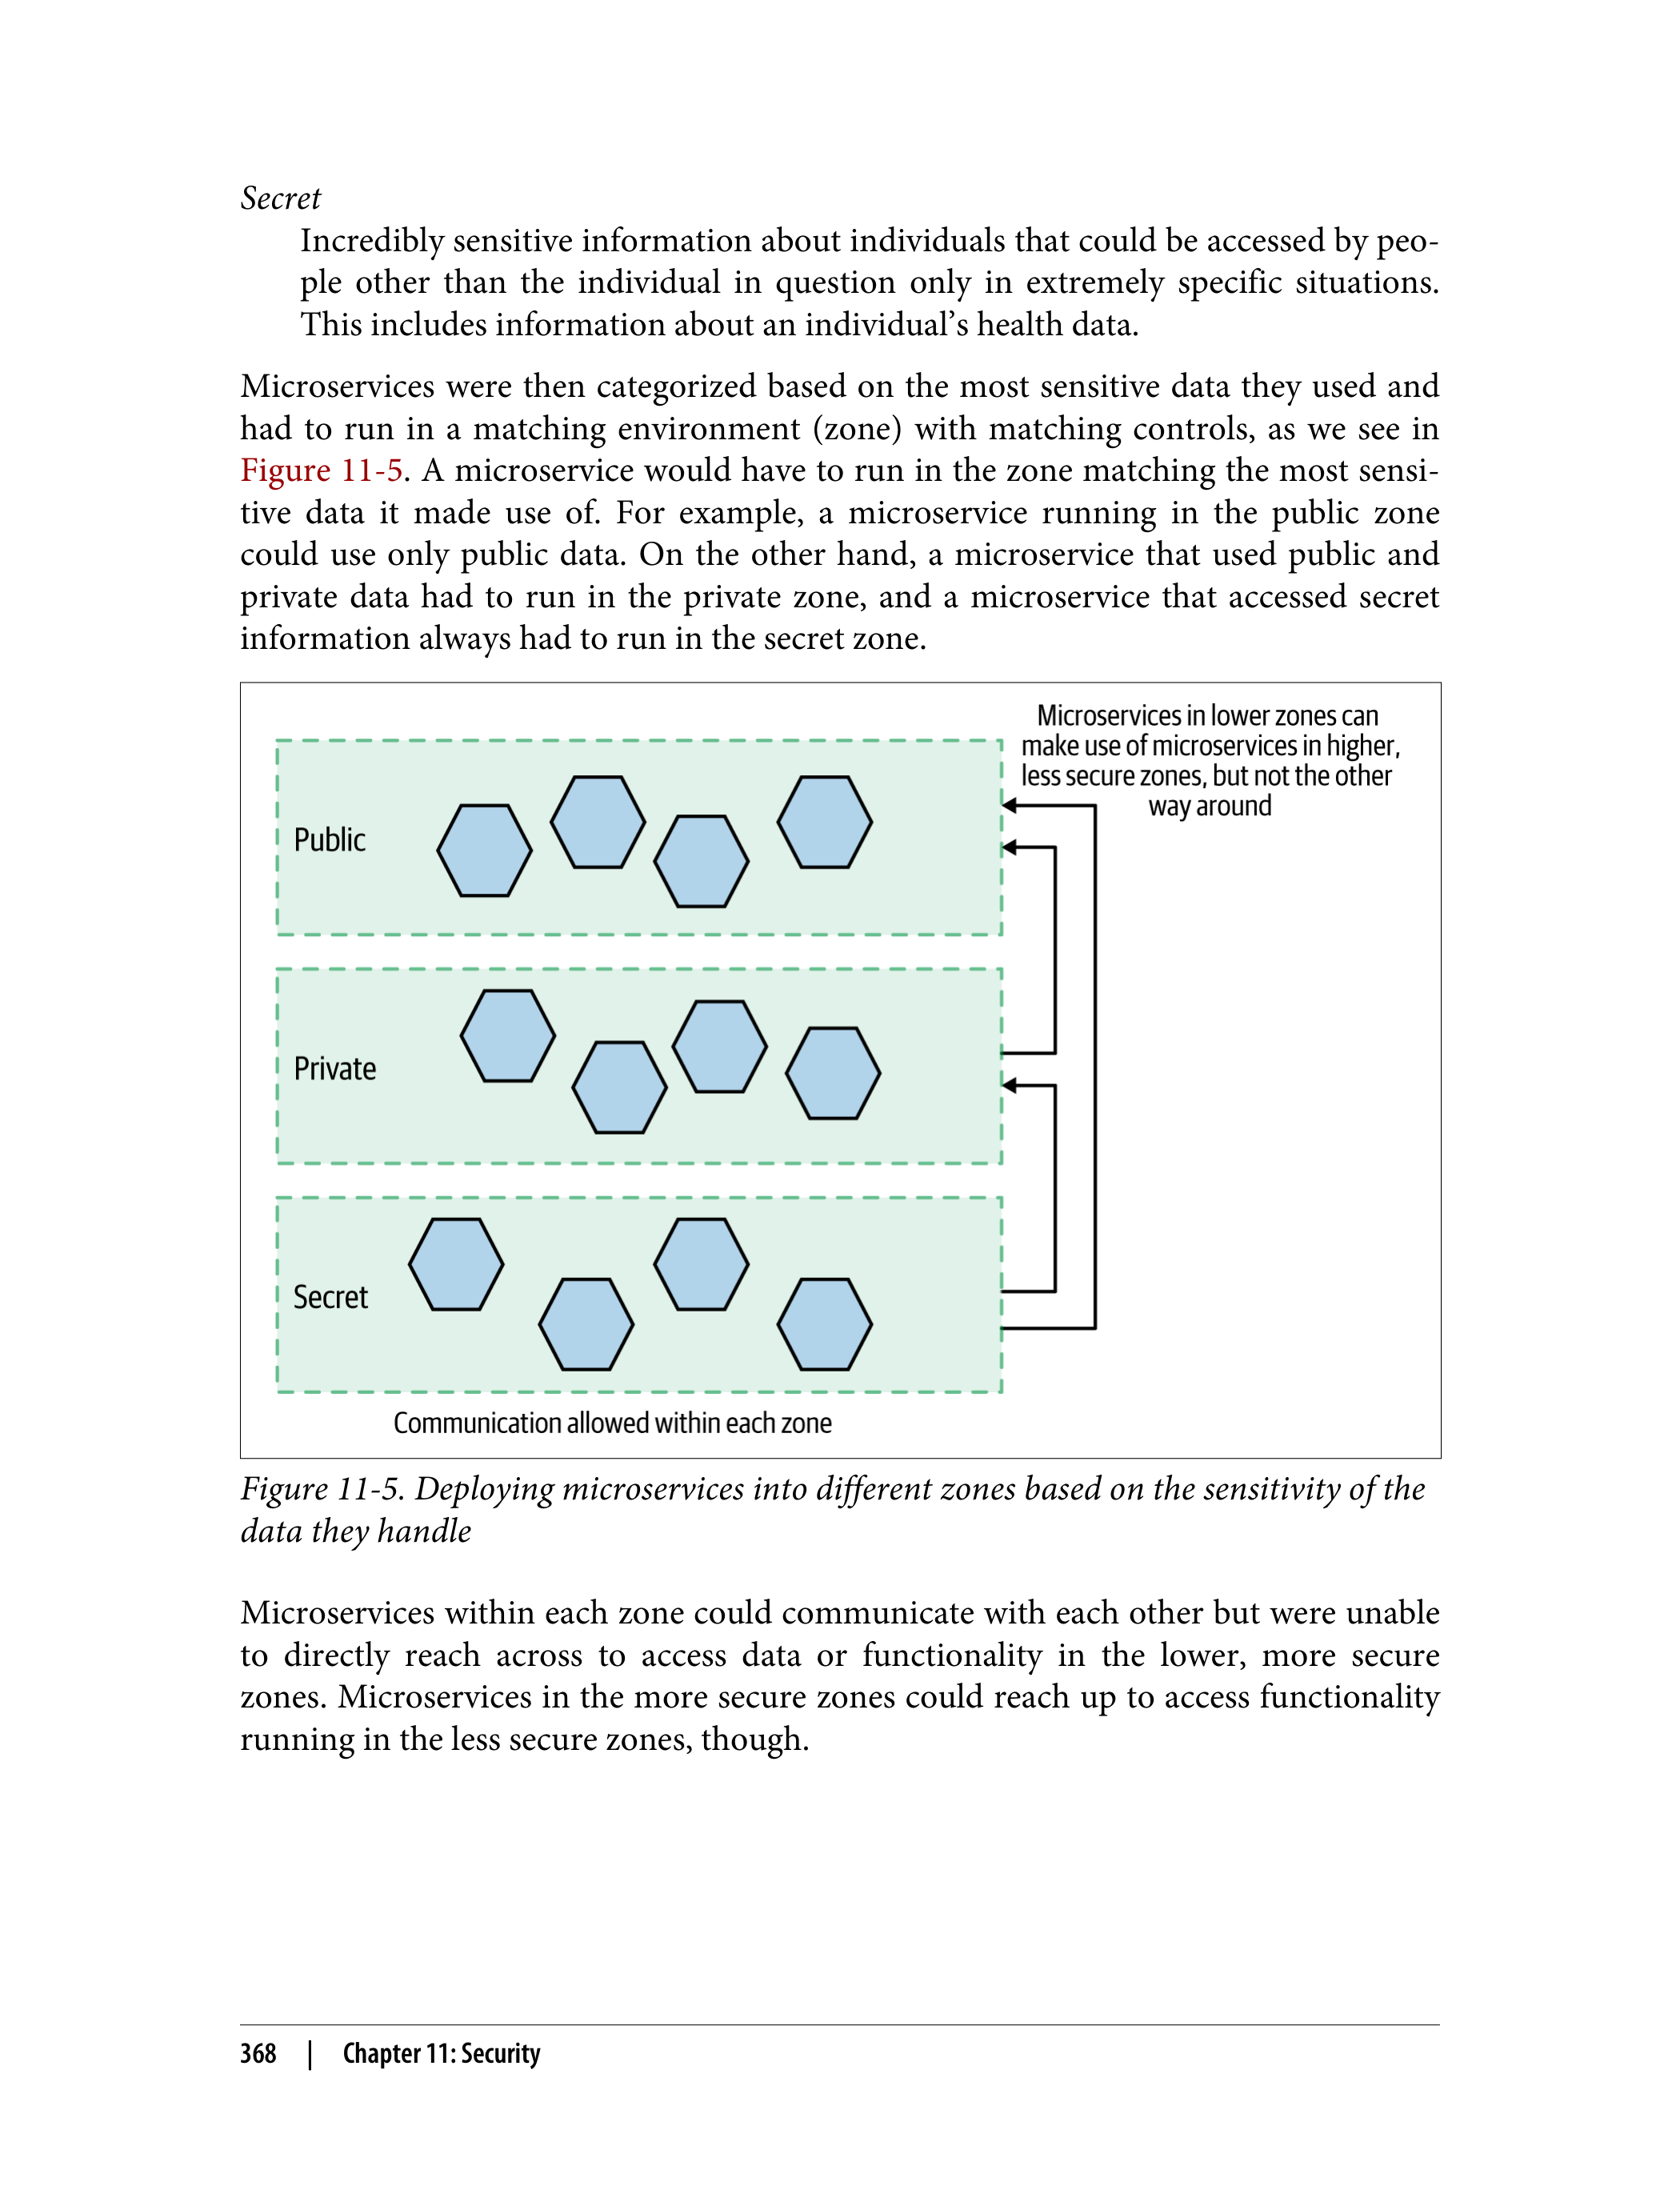 Secret
Incredibly sensitive information about individuals that could be accessed by peo-
ple other than the individual in question only in extremely specific situations.
This includes information about an individual's health data.
Microservices were then categorized based on the most sensitive data they used and
had to run in a matching environment (zone) with matching controls, as we see in
Figure 11-5. A microservice would have to run in the zone matching the most sensi-
tive data it made use of. For example, a microservice running in the public zone
could use only public data. On the other hand, a microservice that used public and
private data had to run in the private zone, and a microservice that accessed secret
information always had to run in the secret zone.
Microservices in lower zones can
make use of microservices in higher,
less secure zones, but not the other
way around
Public
Private
Secret
Communication allowed within each zone
Figure 11-5. Deploying microservices into different zones based on the sensitivity of the
data they handle
Microservices within each zone could communicate with each other but were unable
to directly reach across to access data or functionality in the lower, more secure
zones. Microservices in the more secure zones could reach up to access functionality
running in the less secure zones, though.
368 | Chapter 11: Security